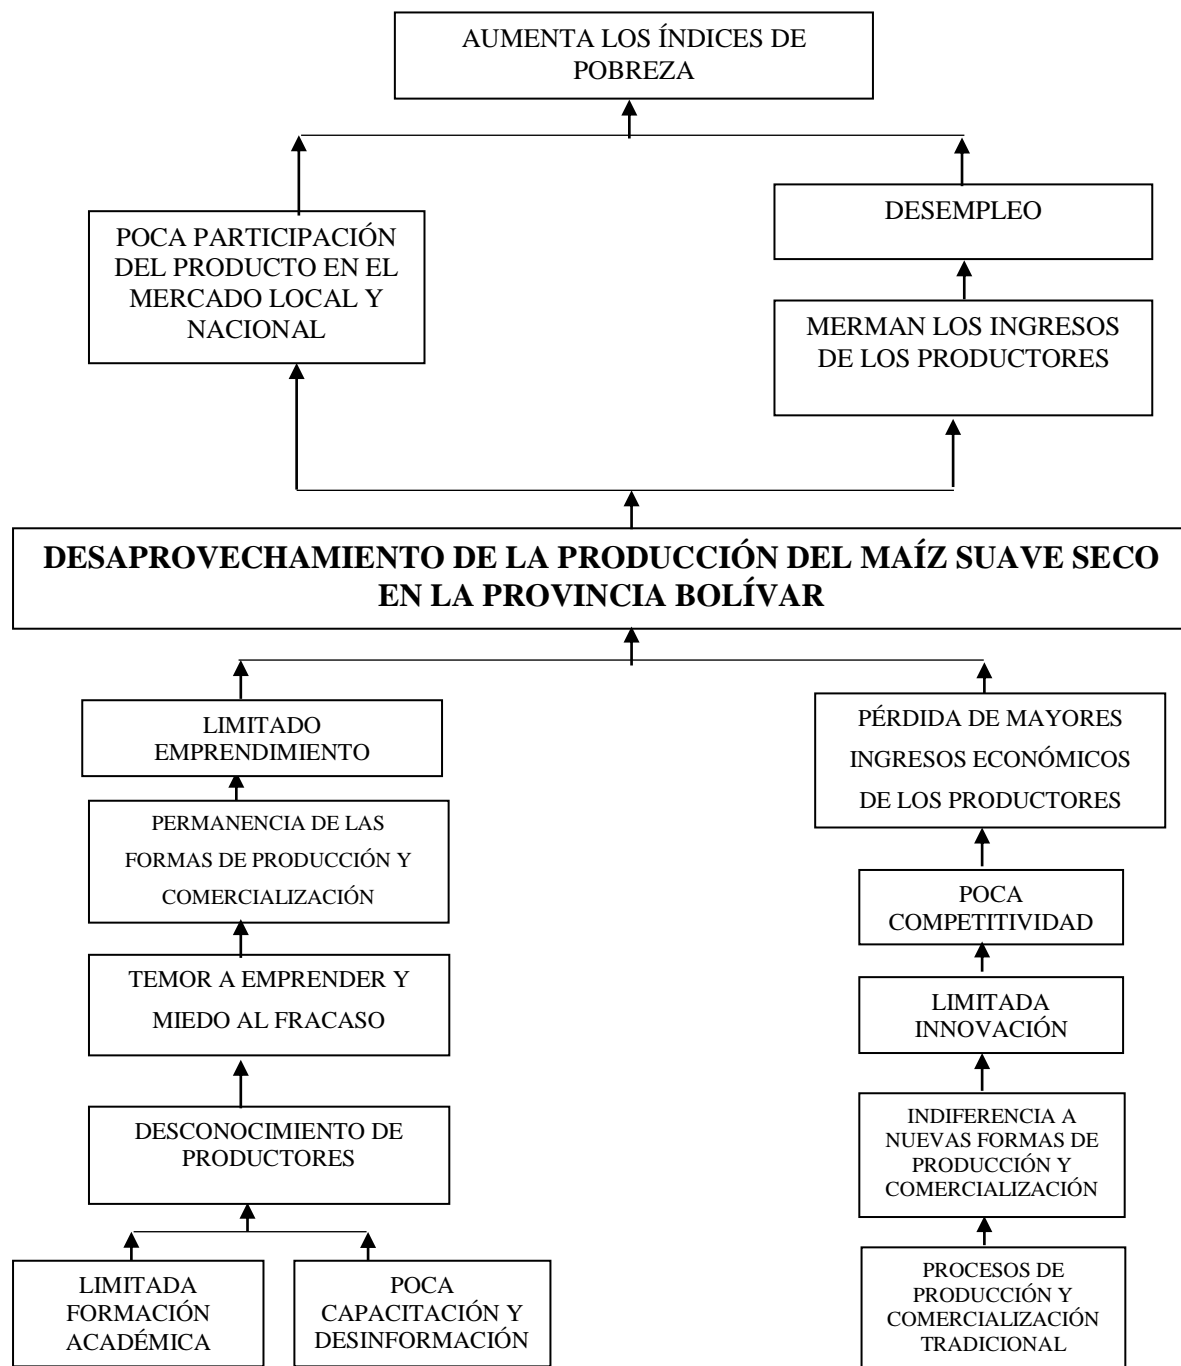 AUMENTA LOS ÍNDICES DE
POBREZA
POCA PARTICIPACIÓN
DEL PRODUCTO EN EL
MERCADO LOCAL Y
NACIONAL
DESEMPLEO
MERMAN LOS INGRESOS
DE LOS PRODUCTORES
DESAPROVECHAMIENTO DE LA PRODUCCIÓN DEL MAÍZ SUAVE SECO
EN LA PROVINCIA BOLÍVAR
LIMITADO
EMPRENDIMIENTO
PERMANENCIA DE LAS
FORMAS DE PRODUCCIÓN Y
COMERCIALIZACIÓN
TEMOR A EMPRENDER Y
MIEDO AL FRACASO
DESCONOCIMIENTO DE
PRODUCTORES
LIMITADA
FORMACIÓN
ACADÉMICA
POCA
CAPACITACIÓN Y
DESINFORMACIÓN
PÉRDIDA DE MAYORES
INGRESOS ECONÓMICOS
DE LOS PRODUCTORES
POCA
COMPETITIVIDAD
LIMITADA
INNOVACIÓN
INDIFERENCIA A
NUEVAS FORMAS DE
PRODUCCIÓN Y
COMERCIALIZACIÓN
PROCESOS DE
PRODUCCIÓN Y
COMERCIALIZACIÓN
TRADICIONAL